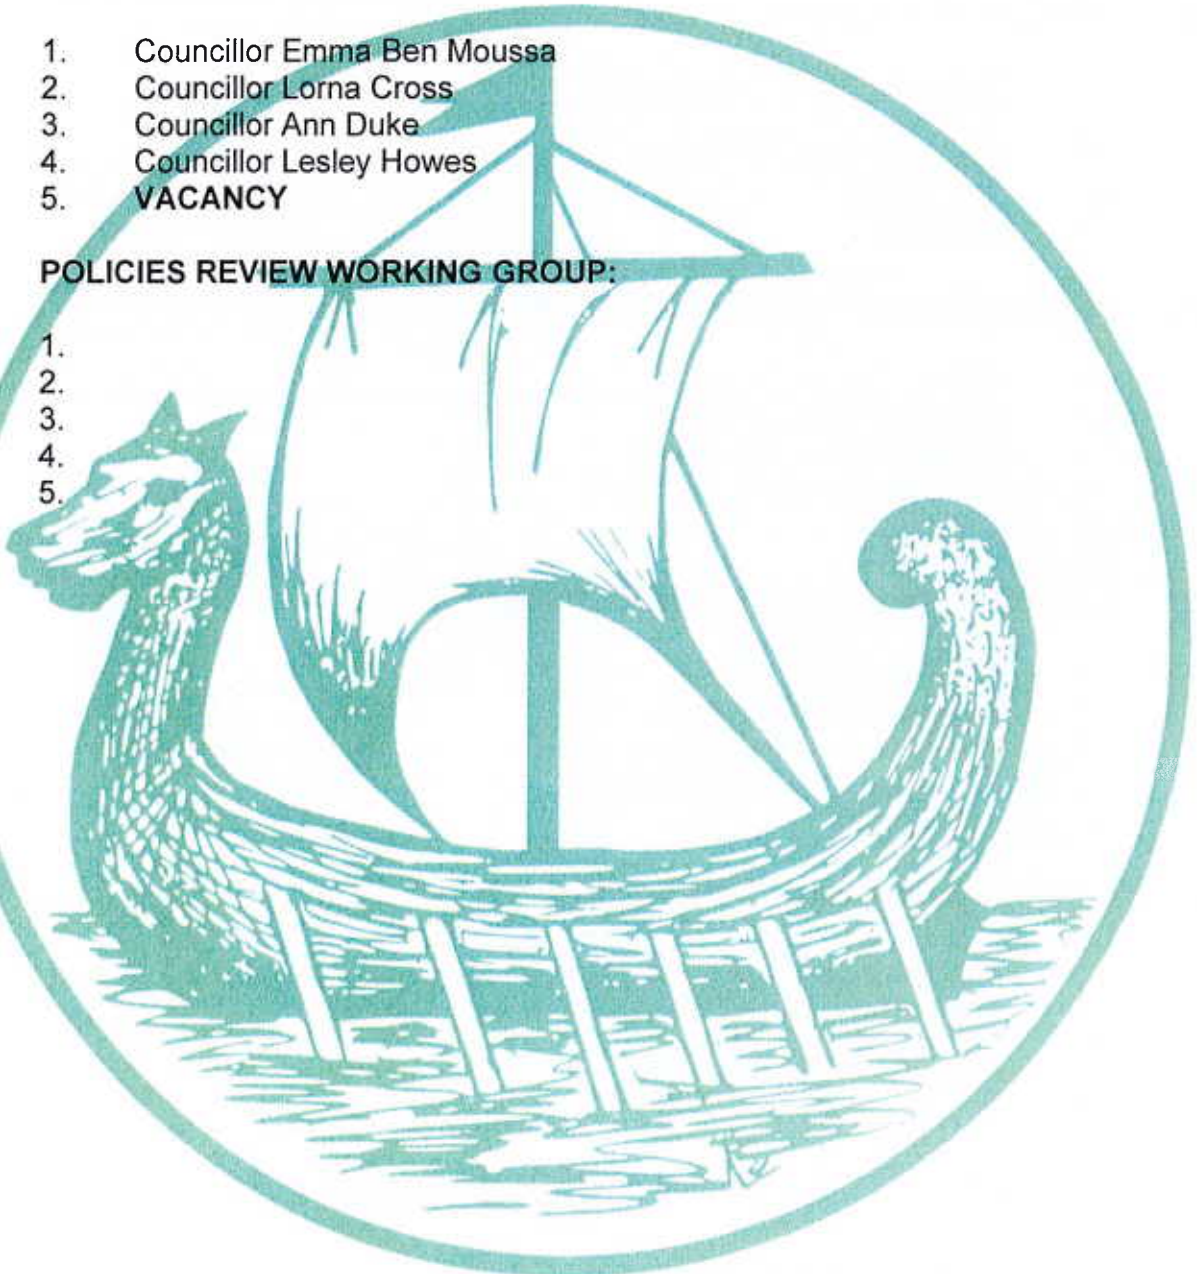 1. Councillor Emma Ben Moussa
2. Councillor Lorna Cross
3. Councillor Ann Duke
4. Councillor Lesley Howes
5. VACANCY
POLICIES REVIEW WORKING GROUP:
1.
2.
3.
4.
5.